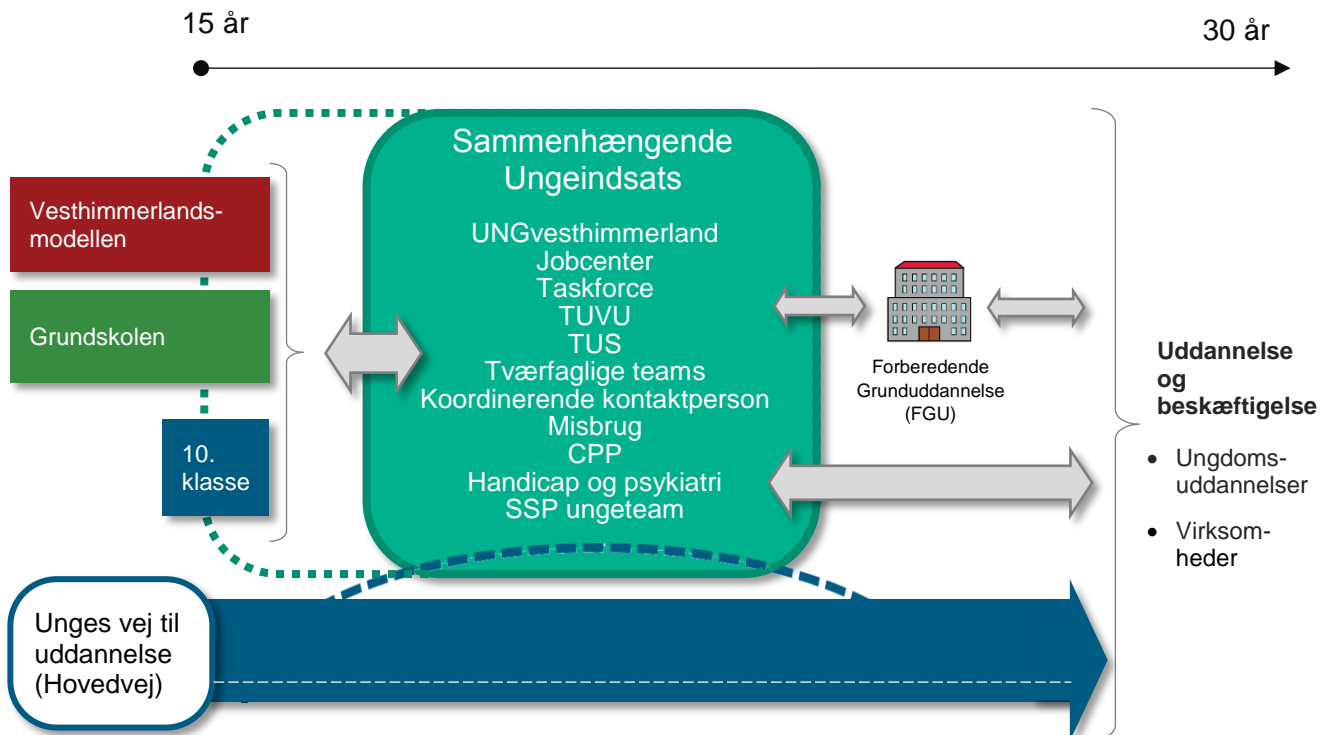 15 år
30 år
Sammenhængende
Ungeindsats
UNGvesthimmerland
Jobcenter
Taskforce
TUVU
TUS
Tværfaglige teams
Koordinerende kontaktperson
Misbrug
CPP
Handicap og psykiatri
SSP ungeteam
Vesthimmerlands-
modellen
Grundskolen
10.
klasse
Forberedende
Grunduddannelse
(FGU)
Uddannelse
og
beskæftigelse
• Ungdoms-
uddannelser
• Virksom-
heder
Unges vej til
uddannelse
(Hovedvej)